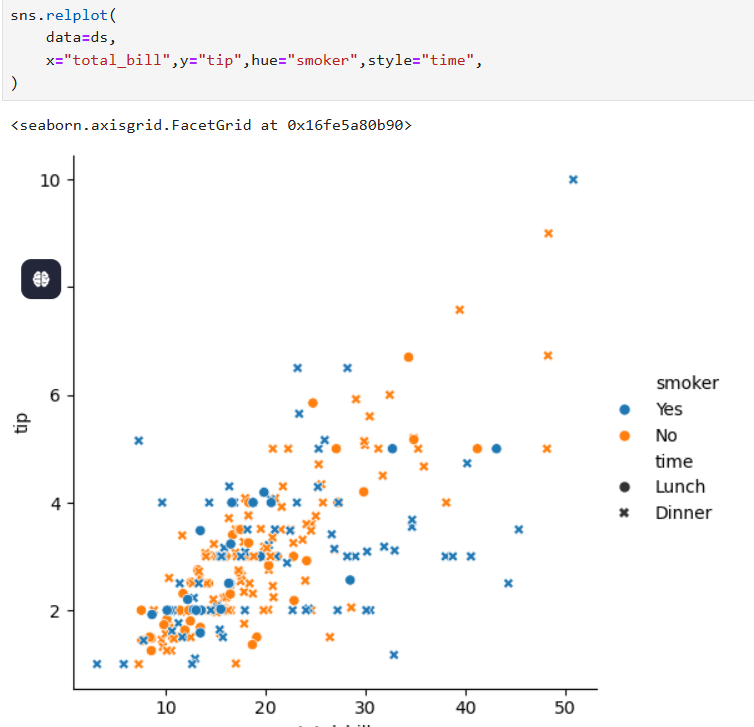 sns.relplot(
data=ds,
x="total_bill",y="tip",hue="smoker",style="time",
)
<seaborn.axisgrid.FacetGrid at 0x16fe5a80b90>
10
6
4
2
tip
smoker
Yes
No
time
Lunch
Dinner
10 20 30 40 50